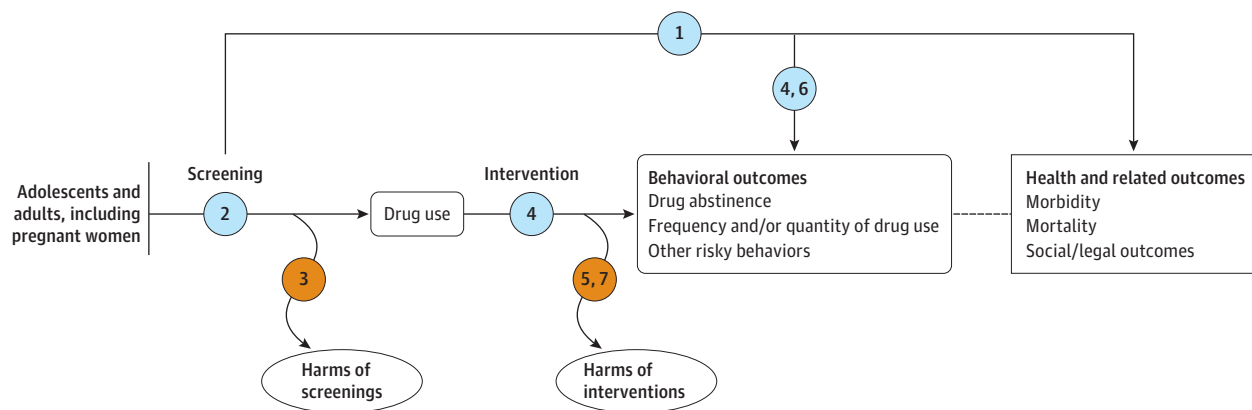 1
4, 6
Screening
Intervention
Adolescents and
adults, including
pregnant women
2
Drug use
4
Behavioral outcomes
Drug abstinence
Frequency and/or quantity of drug use
Other risky behaviors
Health and related outcomes
Morbidity
Mortality
Social/legal outcomes
3
5, 7
Harms of
screenings
Harms of
interventions